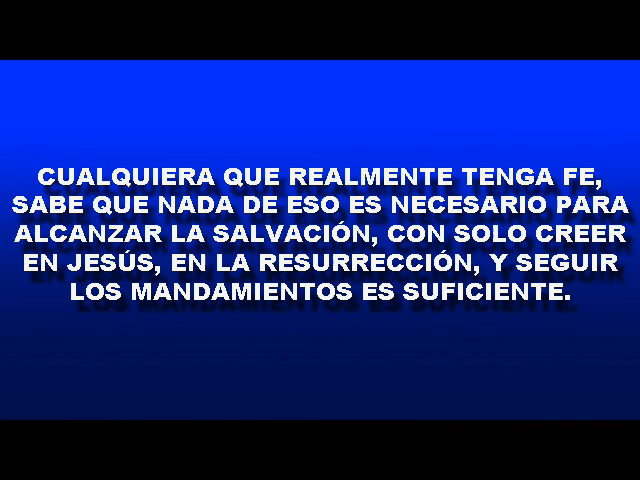 CUALQUIERA QUE REALMENTE TENGA FE,
SABE QUE NADA DE ESO ES NECESARIO PARA
ALCANZAR LA SALVACIÓN, CON SOLO CREER
EN JESÚS, EN LA RESURRECCIÓN, Y SEGUIR
LOS MANDAMIENTOS ES SUFICIENTE.